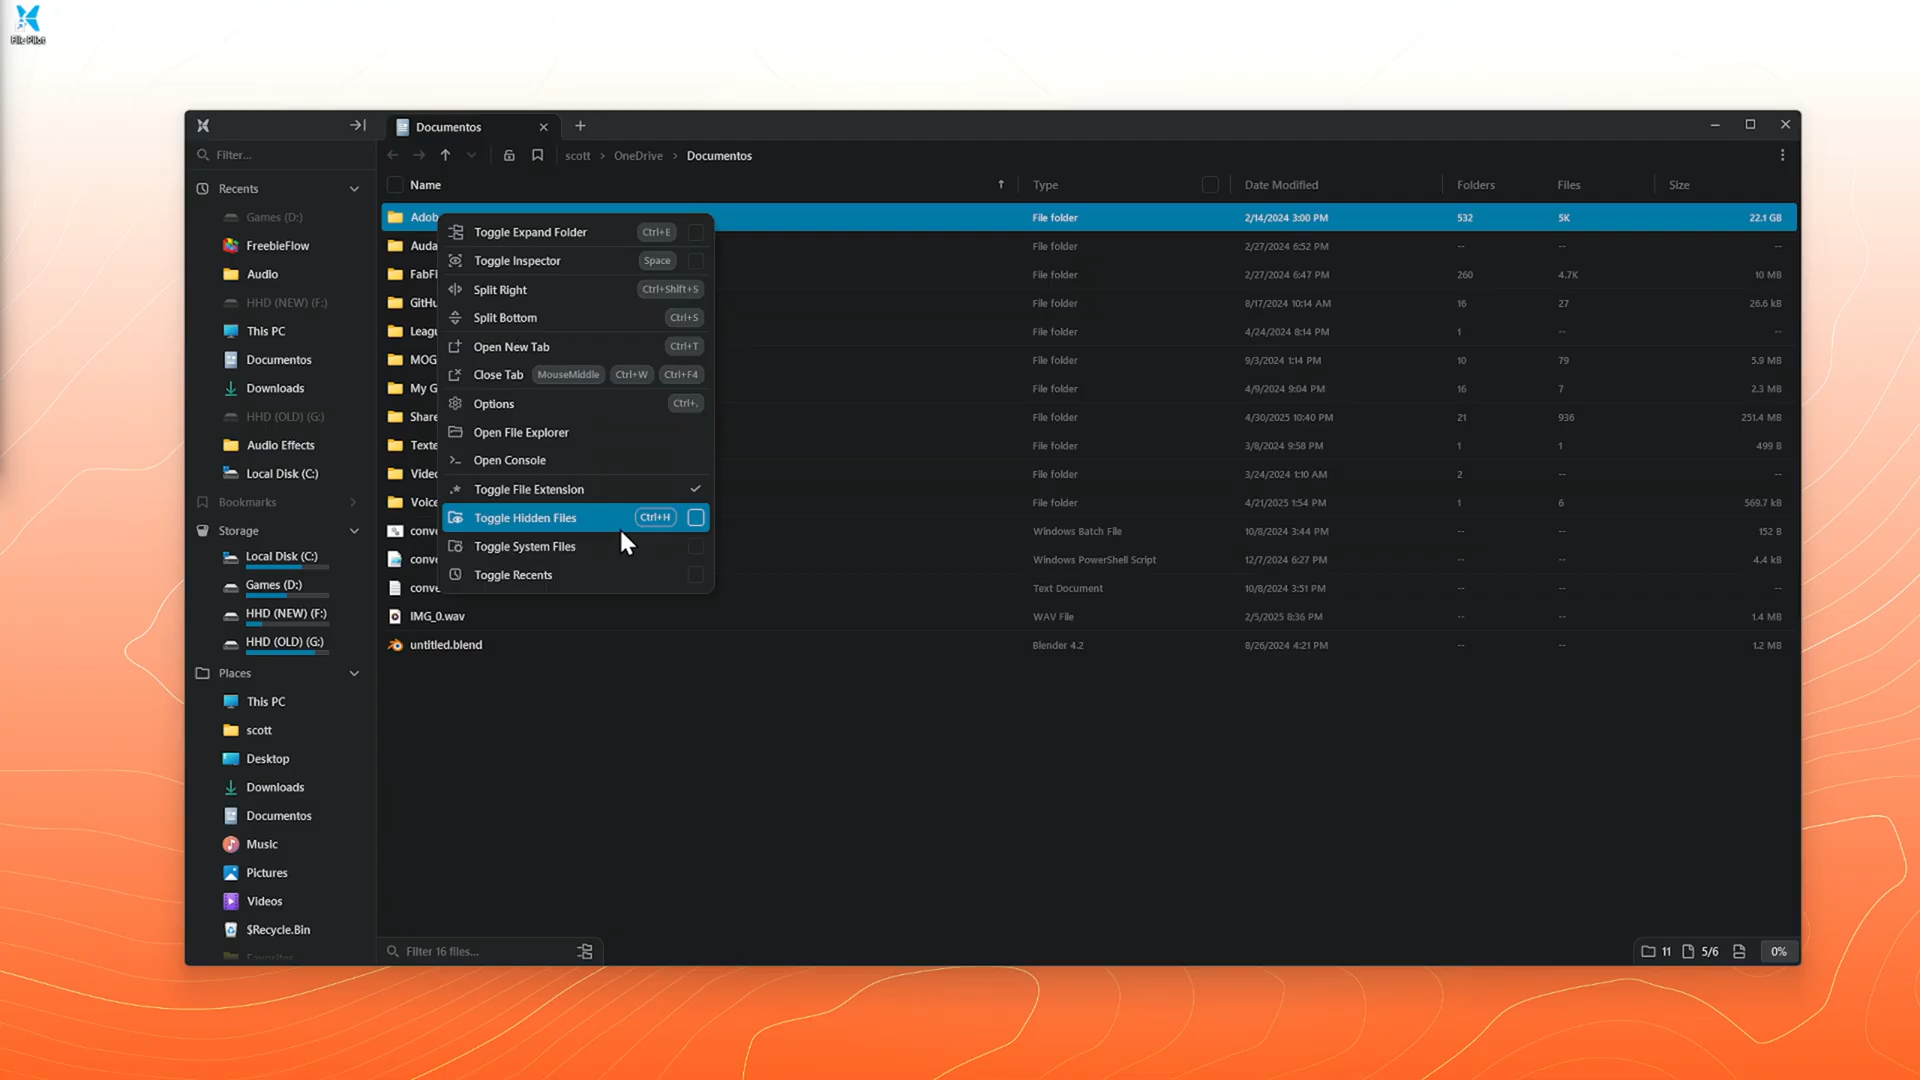 File Pilot
Documentos
Filter...
scott > OneDrive > Documentos
Name Type Date Modified Folders Files Size
Recents
Games (D:)
FreebieFlow
Audio
HHD (NEW) (F:)
This PC
Documentos
Downloads
HHD (OLD) (G:)
Audio Effects
Local Disk (C:)
Bookmarks
Storage
Local Disk (C:)
Games (D:)
HHD (NEW) (F:)
HHD (OLD) (G:)
Places
This PC
scott
Desktop
Downloads
Documentos
Music
Pictures
Videos
$Recycle.Bin
Favorites
Adob File folder 2/14/2024 3:00 PM 532 5K 22.1 GB
Auda File folder 2/27/2024 6:52 PM -- -- --
FabFi File folder 2/27/2024 6:47 PM 260 4.7K 10 MB
GitHu File folder 8/17/2024 10:14 AM 16 27 26.6 kB
Leagu File folder 4/24/2024 8:14 PM 1 -- --
MOG File folder 9/3/2024 1:14 PM 10 79 5.9 MB
My G File folder 4/9/2024 9:04 PM 16 7 2.3 MB
Share File folder 4/30/2025 10:40 PM 21 936 251.4 MB
Texte File folder 3/8/2024 9:58 PM 1 1 499 B
Video File folder 3/24/2024 1:10 AM 2 -- --
Voice File folder 4/21/2025 1:54 PM 1 6 569.7 kB
conve Windows Batch File 10/8/2024 3:44 PM -- -- 152 B
conve Windows PowerShell Script 12/7/2024 6:27 PM -- -- 4.4 kB
conve Text Document 10/8/2024 3:51 PM -- -- --
IMG_0.wav WAV File 2/5/2025 8:36 PM -- -- 1.4 MB
untitled.blend Blender 4.2 8/26/2024 4:21 PM -- -- 1.2 MB
Toggle Expand Folder Ctrl+E
Toggle Inspector Space
Split Right Ctrl+Shift+S
Split Bottom Ctrl+S
Open New Tab Ctrl+T
Close Tab MouseMiddle Ctrl+W Ctrl+F4
Options Ctrl+,
Open File Explorer
Open Console
Toggle File Extension
Toggle Hidden Files Ctrl+H
Toggle System Files
Toggle Recents
Filter 16 files...
11 5/6 0%